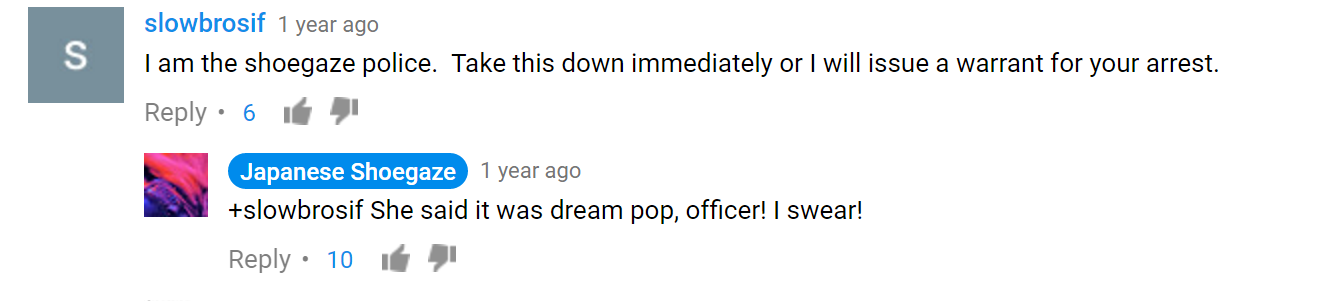 S
slowbrosif 1 year ago
I am the shoegaze police.  Take this down immediately or I will issue a warrant for your arrest.
Reply • 6
Japanese Shoegaze 1 year ago
+slowbrosif She said it was dream pop, officer! I swear!
Reply • 10